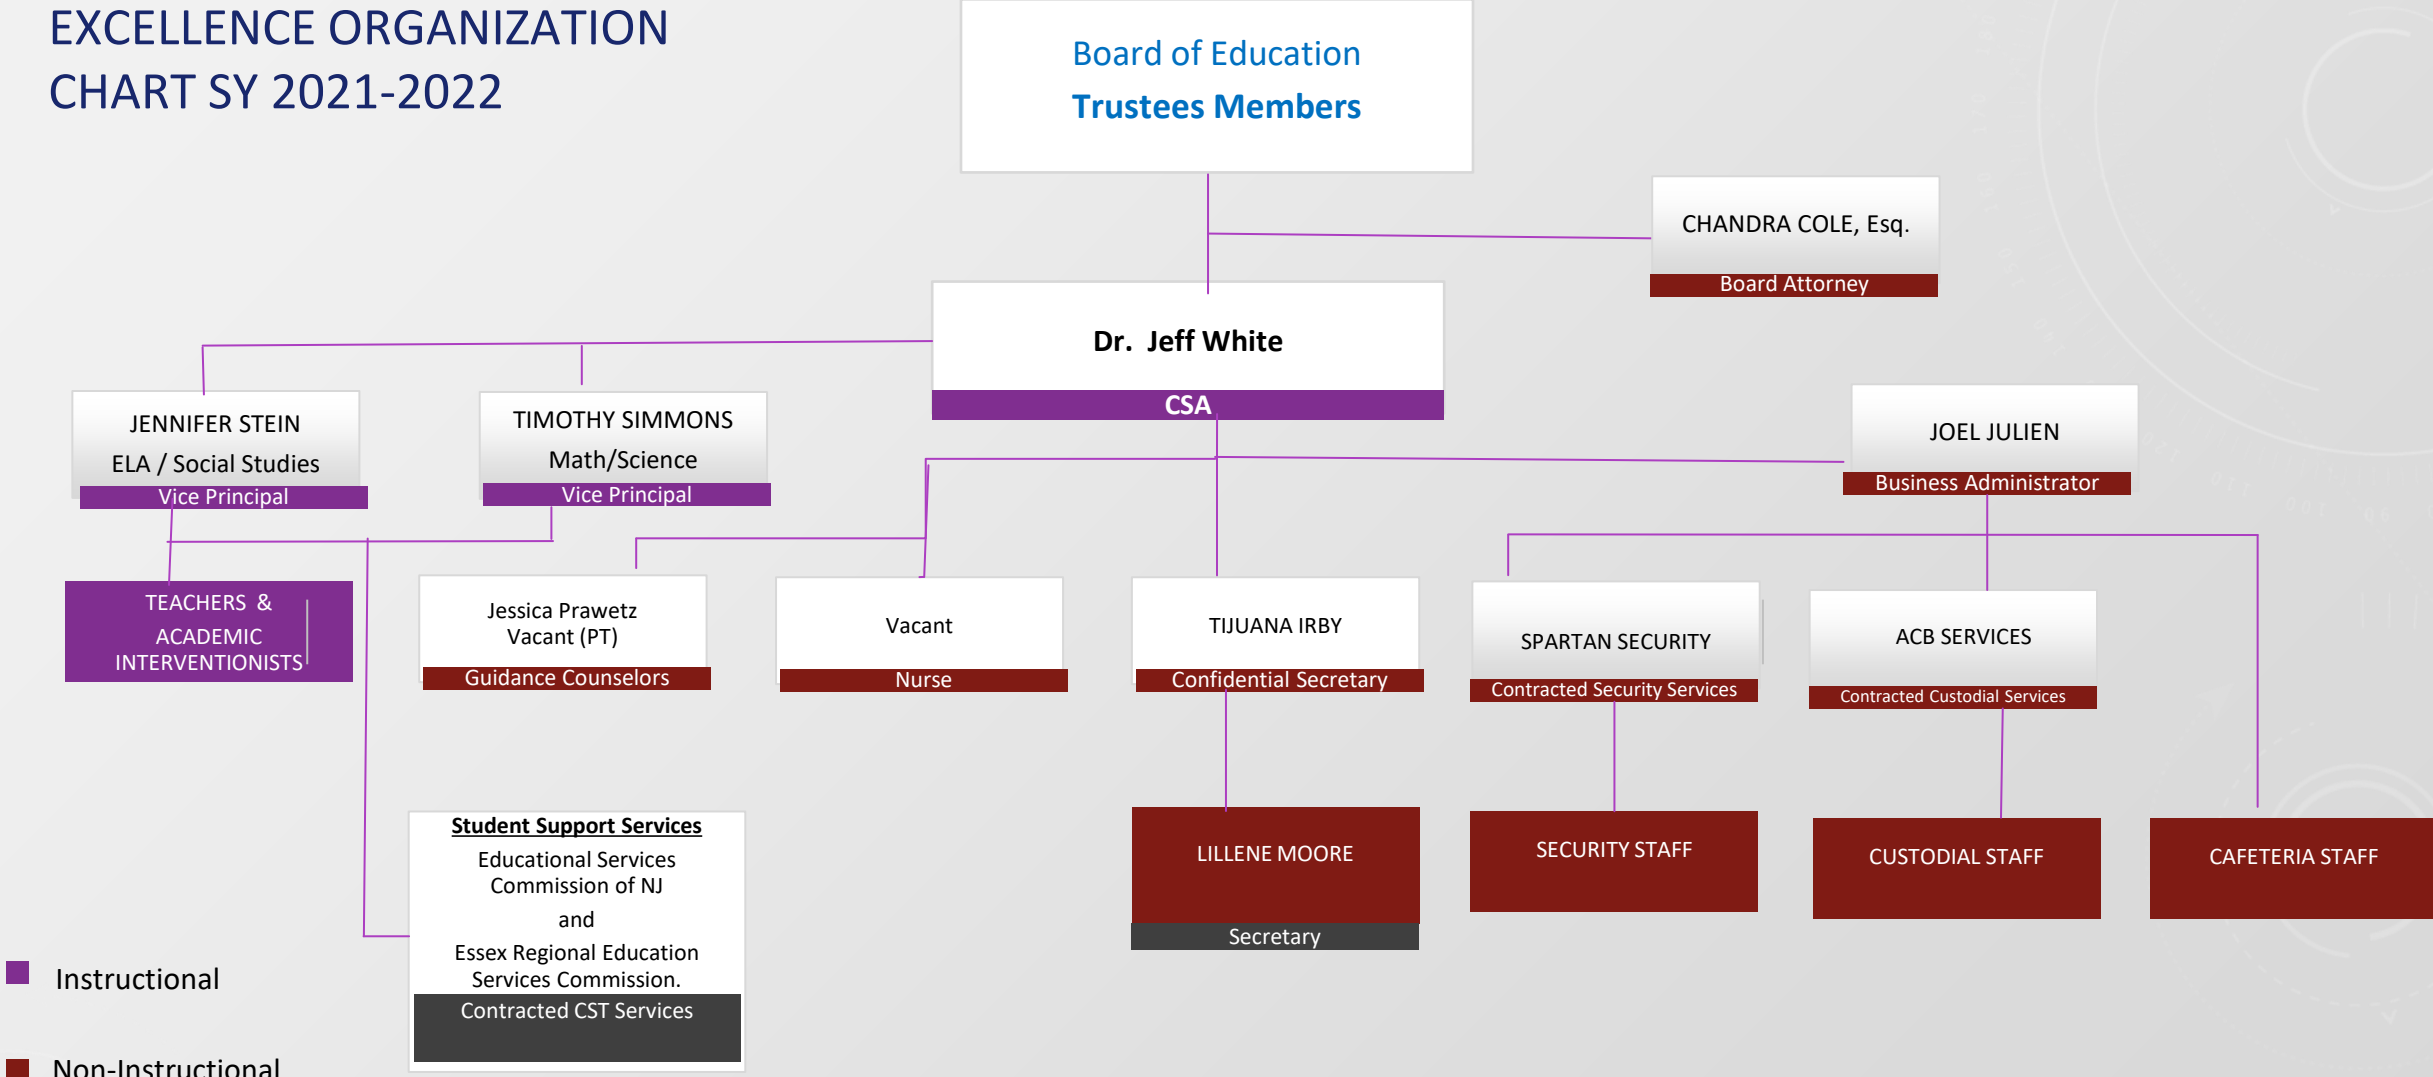 EXCELLENCE ORGANIZATION
CHART SY 2021-2022
Board of Education
Trustees Members
CHANDRA COLE, Esq.
Board Attorney
Dr. Jeff White
CSA
JENNIFER STEIN
ELA / Social Studies
Vice Principal
TIMOTHY SIMMONS
Math/Science
Vice Principal
JOEL JULIEN
Business Administrator
TEACHERS &
ACADEMIC
INTERVENTIONISTS
Jessica Prawetz
Vacant (PT)
Guidance Counselors
Vacant
Nurse
TIJUANA IRBY
Confidential Secretary
SPARTAN SECURITY
Contracted Security Services
ACB SERVICES
Contracted Custodial Services
Student Support Services
Educational Services
Commission of NJ
and
Essex Regional Education
Services Commission.
Contracted CST Services
LILLENE MOORE
Secretary
SECURITY STAFF
CUSTODIAL STAFF
CAFETERIA STAFF
Instructional
Non-Instructional